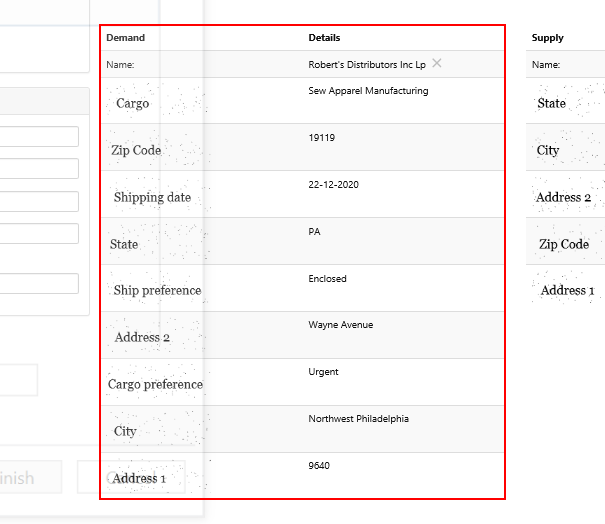 Demand Details Supply
Name: Robert's Distributors Inc Lp × Name:
Cargo Sew Apparel Manufacturing State
Zip Code 19119 City
Shipping date 22-12-2020 Address 2
State PA Zip Code
Ship preference Enclosed Address 1
Address 2 Wayne Avenue
Cargo preference Urgent
City Northwest Philadelphia
Address 1 9640